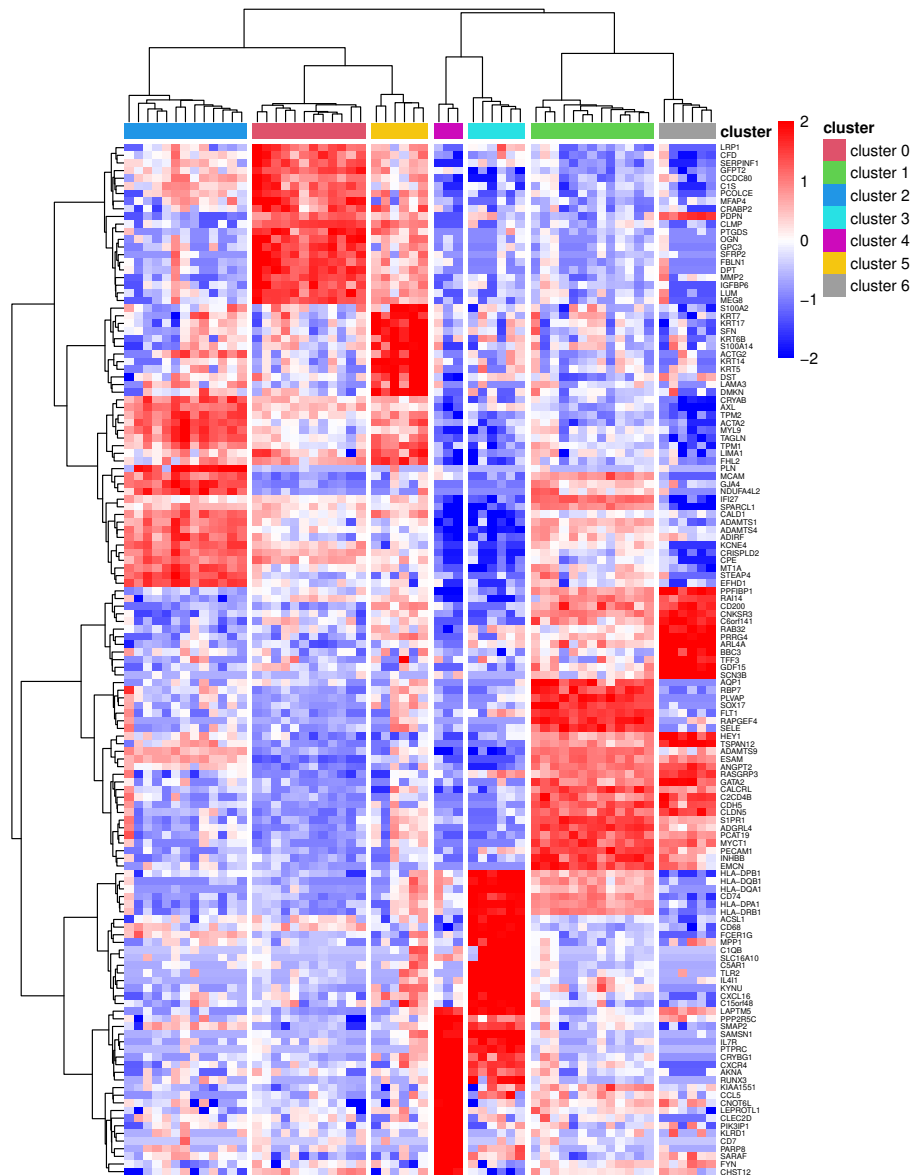 cluster
LRP1
CFD
SERPINF1
GFPT2
CCDC80
C1S
PCOLCE
MFAP4
CRABP2
PDPN
CLMP
PTGDS
OGN
GPC3
SFRP2
FBLN1
DPT
MMP2
IGFBP6
LUM
MEG8
S100A2
KRT7
KRT17
SFN
KRT6B
S100A14
ACTG2
KRT14
KRT5
DST
LAMA3
DMKN
CRYAB
AXL
TPM2
ACTA2
MYL9
TAGLN
TPM1
LIMA1
FHL2
PLN
MCAM
GJA4
NDUFA4L2
IFI27
SPARCL1
CALD1
ADAMTS1
ADAMTS4
ADIRF
KCNE4
CRISPLD2
CPE
MT1A
STEAP4
EFHD1
PPFIBP1
RAI14
CD200
CNKSR3
C6orf141
RAB32
PRRG4
ARL4A
BBC3
TFF3
GDF15
SCN3B
AQP1
RBP7
PLVAP
SOX17
FLT1
RAPGEF4
SELE
HEY1
TSPAN12
ADAMTS9
ESAM
ANGPT2
RASGRP3
GATA2
CALCRL
C2CD4B
CDH5
CLDN5
S1PR1
ADGRL4
PCAT19
MYCT1
PECAM1
INHBB
EMCN
HLA−DPB1
HLA−DQB1
HLA−DQA1
CD74
HLA−DPA1
HLA−DRB1
ACSL1
CD68
FCER1G
MPP1
C1QB
SLC16A10
C5AR1
TLR2
IL4I1
KYNU
CXCL16
C15orf48
LAPTM5
PPP2R5C
SMAP2
SAMSN1
IL7R
PTPRC
CRYBG1
CXCR4
AKNA
RUNX3
KIAA1551
CCL5
CNOT6L
LEPROTL1
CLEC2D
PIK3IP1
KLRD1
CD7
PARP8
SARAF
FYN
CHST12
2
1
0
−1
−2
cluster
cluster 0
cluster 1
cluster 2
cluster 3
cluster 4
cluster 5
cluster 6